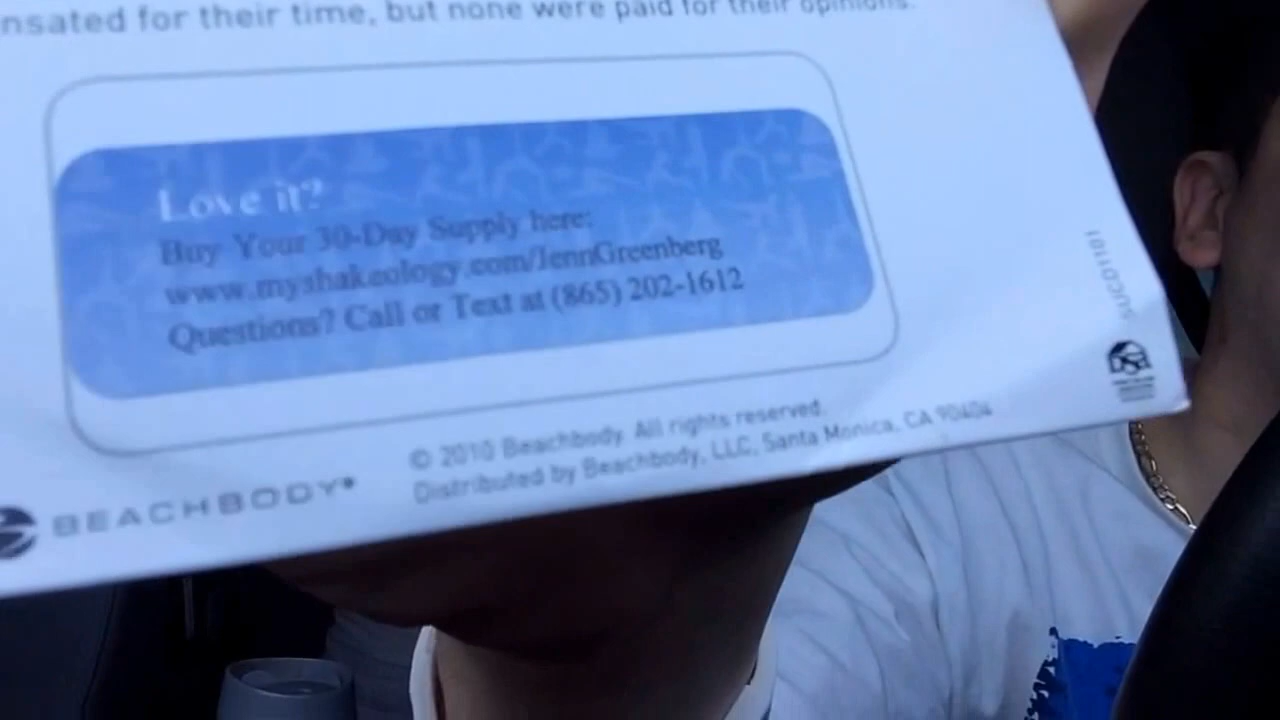 nsated for their time, but none were paid for their opinions.
Love it?
Buy Your 30-Day Supply here:
www.myshakeology.com/JennGreenberg
Questions? Call or Text at (865) 202-1612
© 2010 Beachbody. All rights reserved.
Distributed by Beachbody, LLC, Santa Monica, CA 90404
BEACHBODY®
SUCO1101
DSA